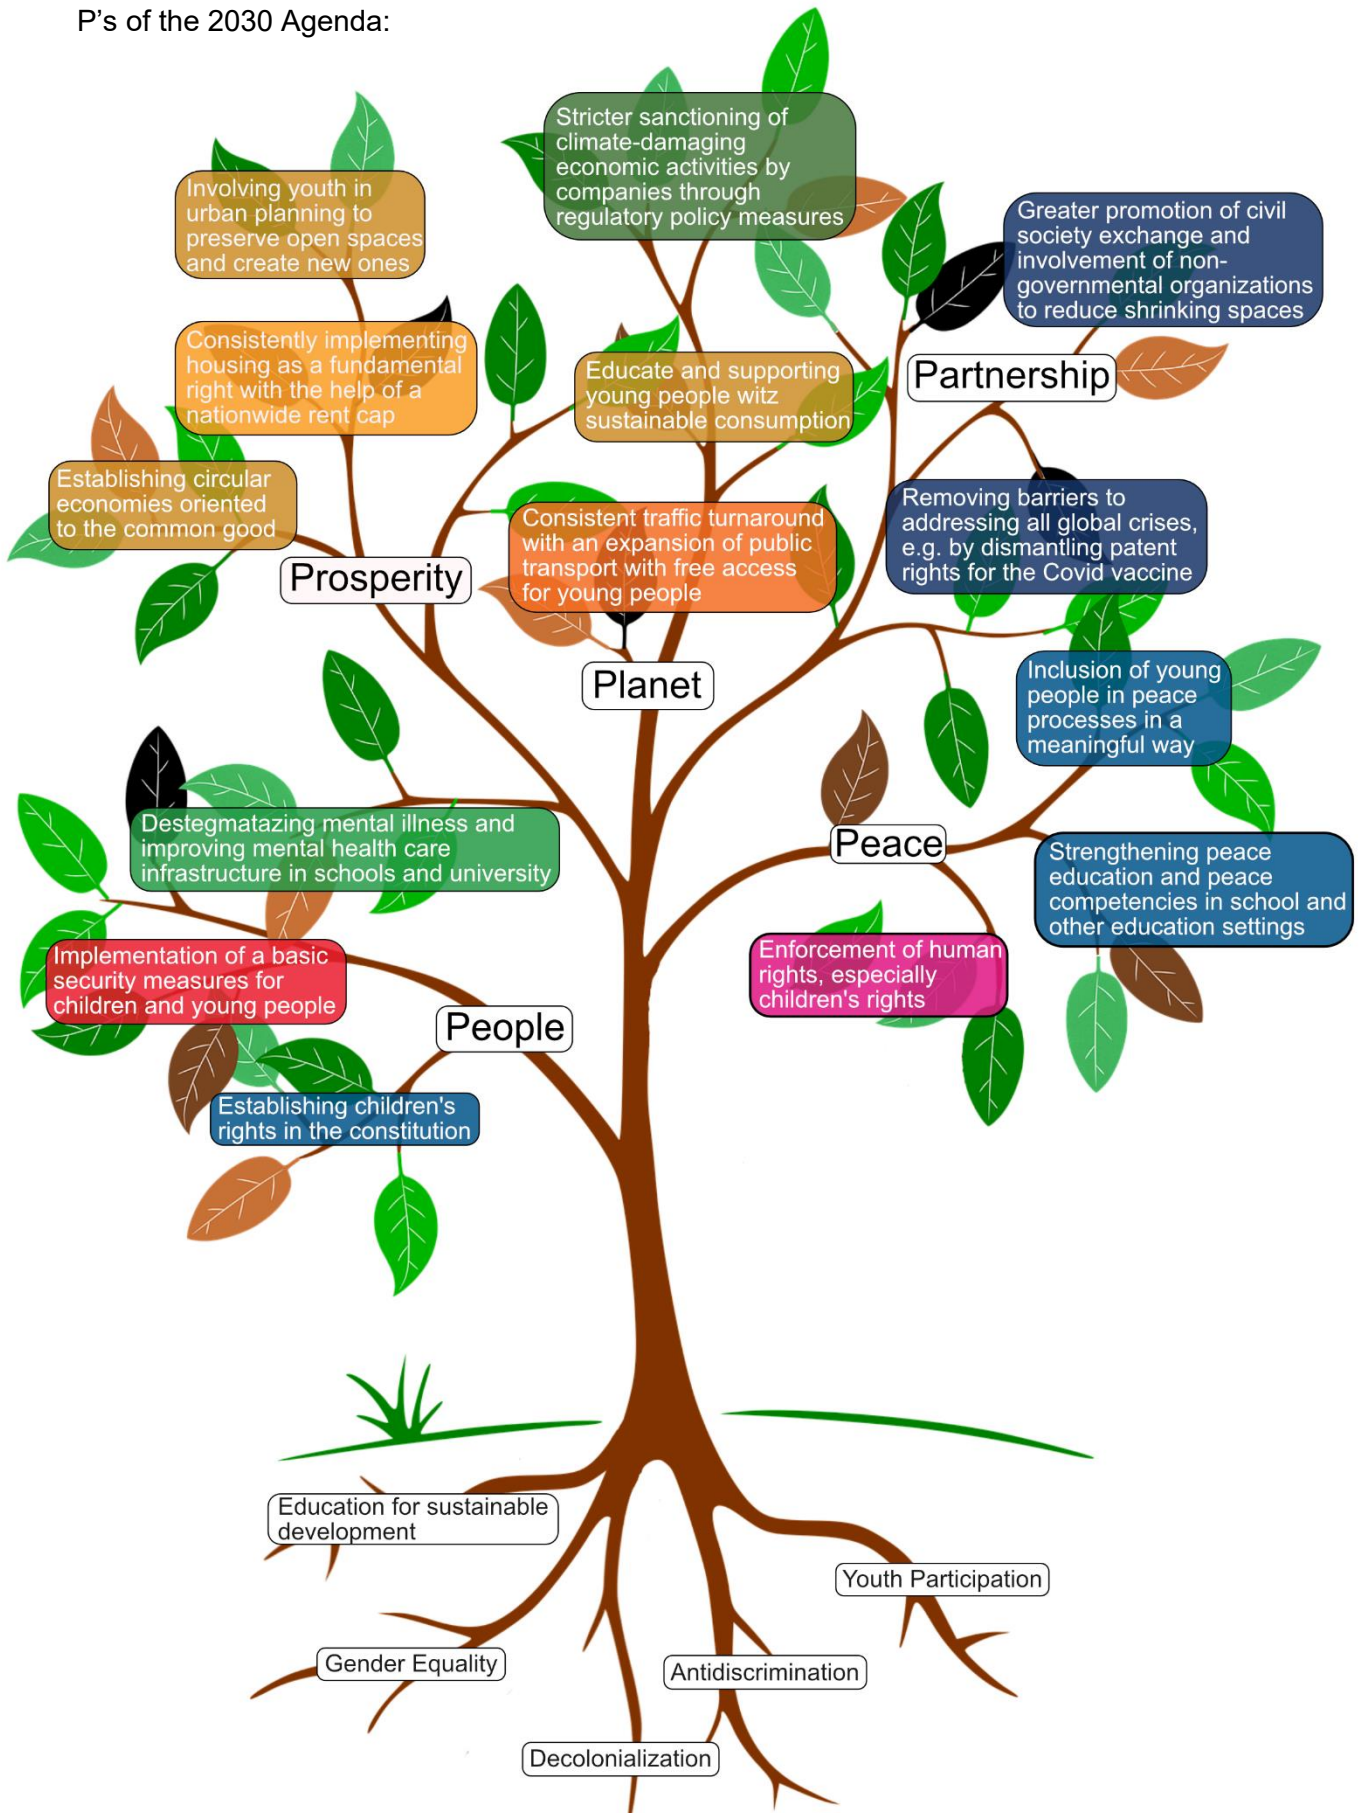 P’s of the 2030 Agenda:
Stricter sanctioning of
climate-damaging
economic activities by
companies through
regulatory policy measures
Involving youth in
urban planning to
preserve open spaces
and create new ones
Greater promotion of civil
society exchange and
involvement of non-
governmental organizations
to reduce shrinking spaces
Consistently implementing
housing as a fundamental
right with the help of a
nationwide rent cap
Educate and supporting
young people witz
sustainable consumption
Partnership
Establishing circular
economies oriented
to the common good
Consistent traffic turnaround
with an expansion of public
transport with free access
for young people
Removing barriers to
addressing all global crises,
e.g. by dismantling patent
rights for the Covid vaccine
Prosperity
Planet
Inclusion of young
people in peace
processes in a
meaningful way
Destegmatazing mental illness and
improving mental health care
infrastructure in schools and university
Peace
Strengthening peace
education and peace
competencies in school and
other education settings
Implementation of a basic
security measures for
children and young people
Enforcement of human
rights, especially
children's rights
People
Establishing children's
rights in the constitution
Education for sustainable
development
Youth Participation
Gender Equality
Antidiscrimination
Decolonialization